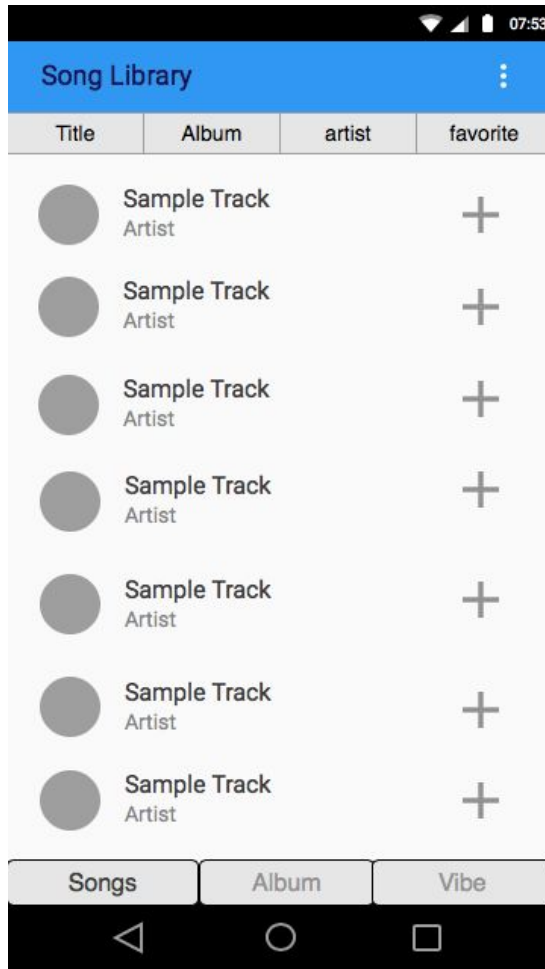 07:53
Song Library
Title Album artist favorite
Sample Track
Artist
Sample Track
Artist
Sample Track
Artist
Sample Track
Artist
Sample Track
Artist
Sample Track
Artist
Sample Track
Artist
Songs Album Vibe